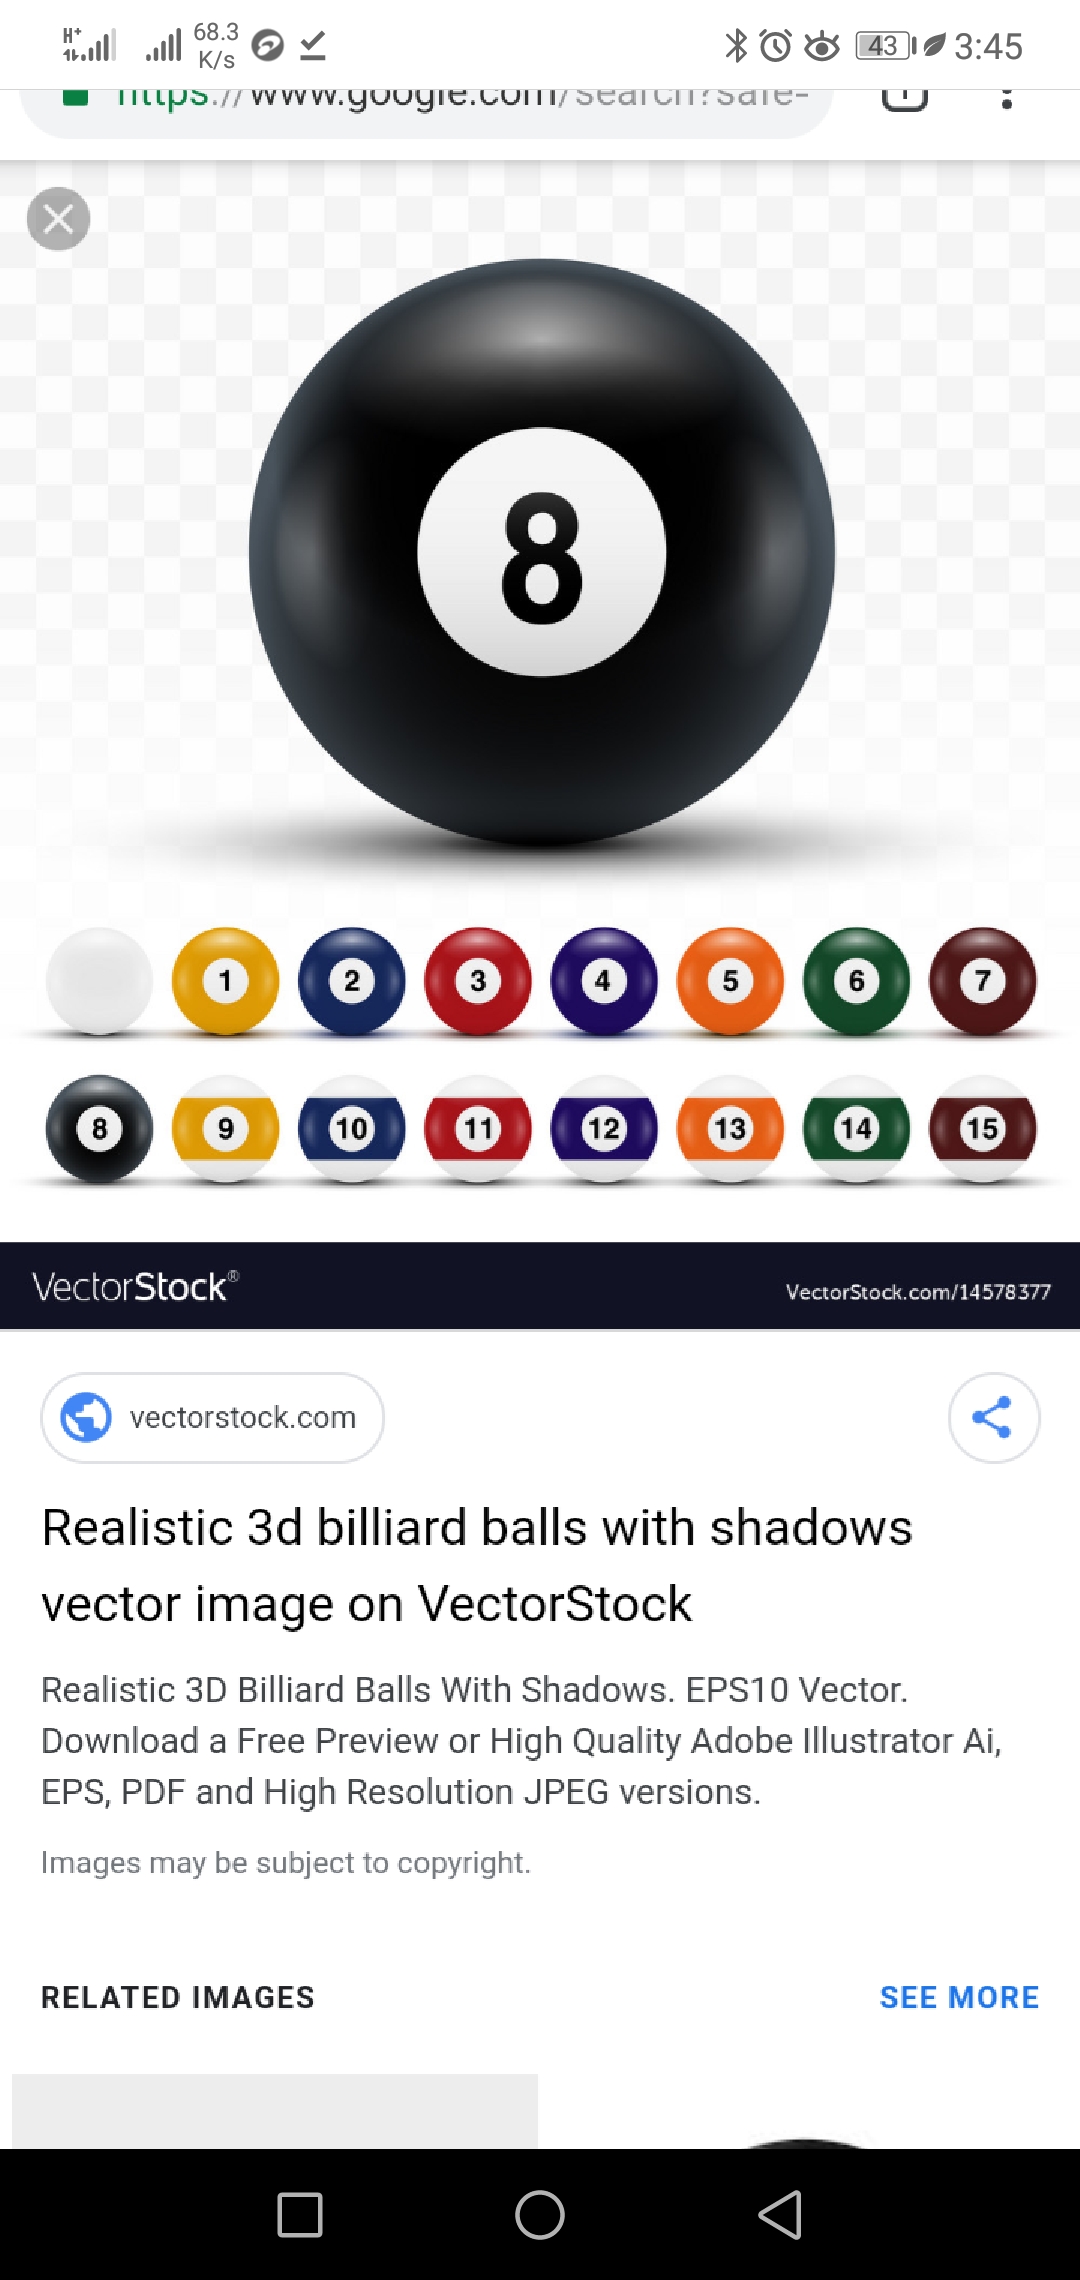 H+
68.3
K/s
43
3:45
https://www.google.com/search?safe-
8
1 2 3 4 5 6 7
8 9 10 11 12 13 14 15
VectorStock®
VectorStock.com/14578377
vectorstock.com
Realistic 3d billiard balls with shadows
vector image on VectorStock
Realistic 3D Billiard Balls With Shadows. EPS10 Vector.
Download a Free Preview or High Quality Adobe Illustrator Ai,
EPS, PDF and High Resolution JPEG versions.
Images may be subject to copyright.
RELATED IMAGES
SEE MORE